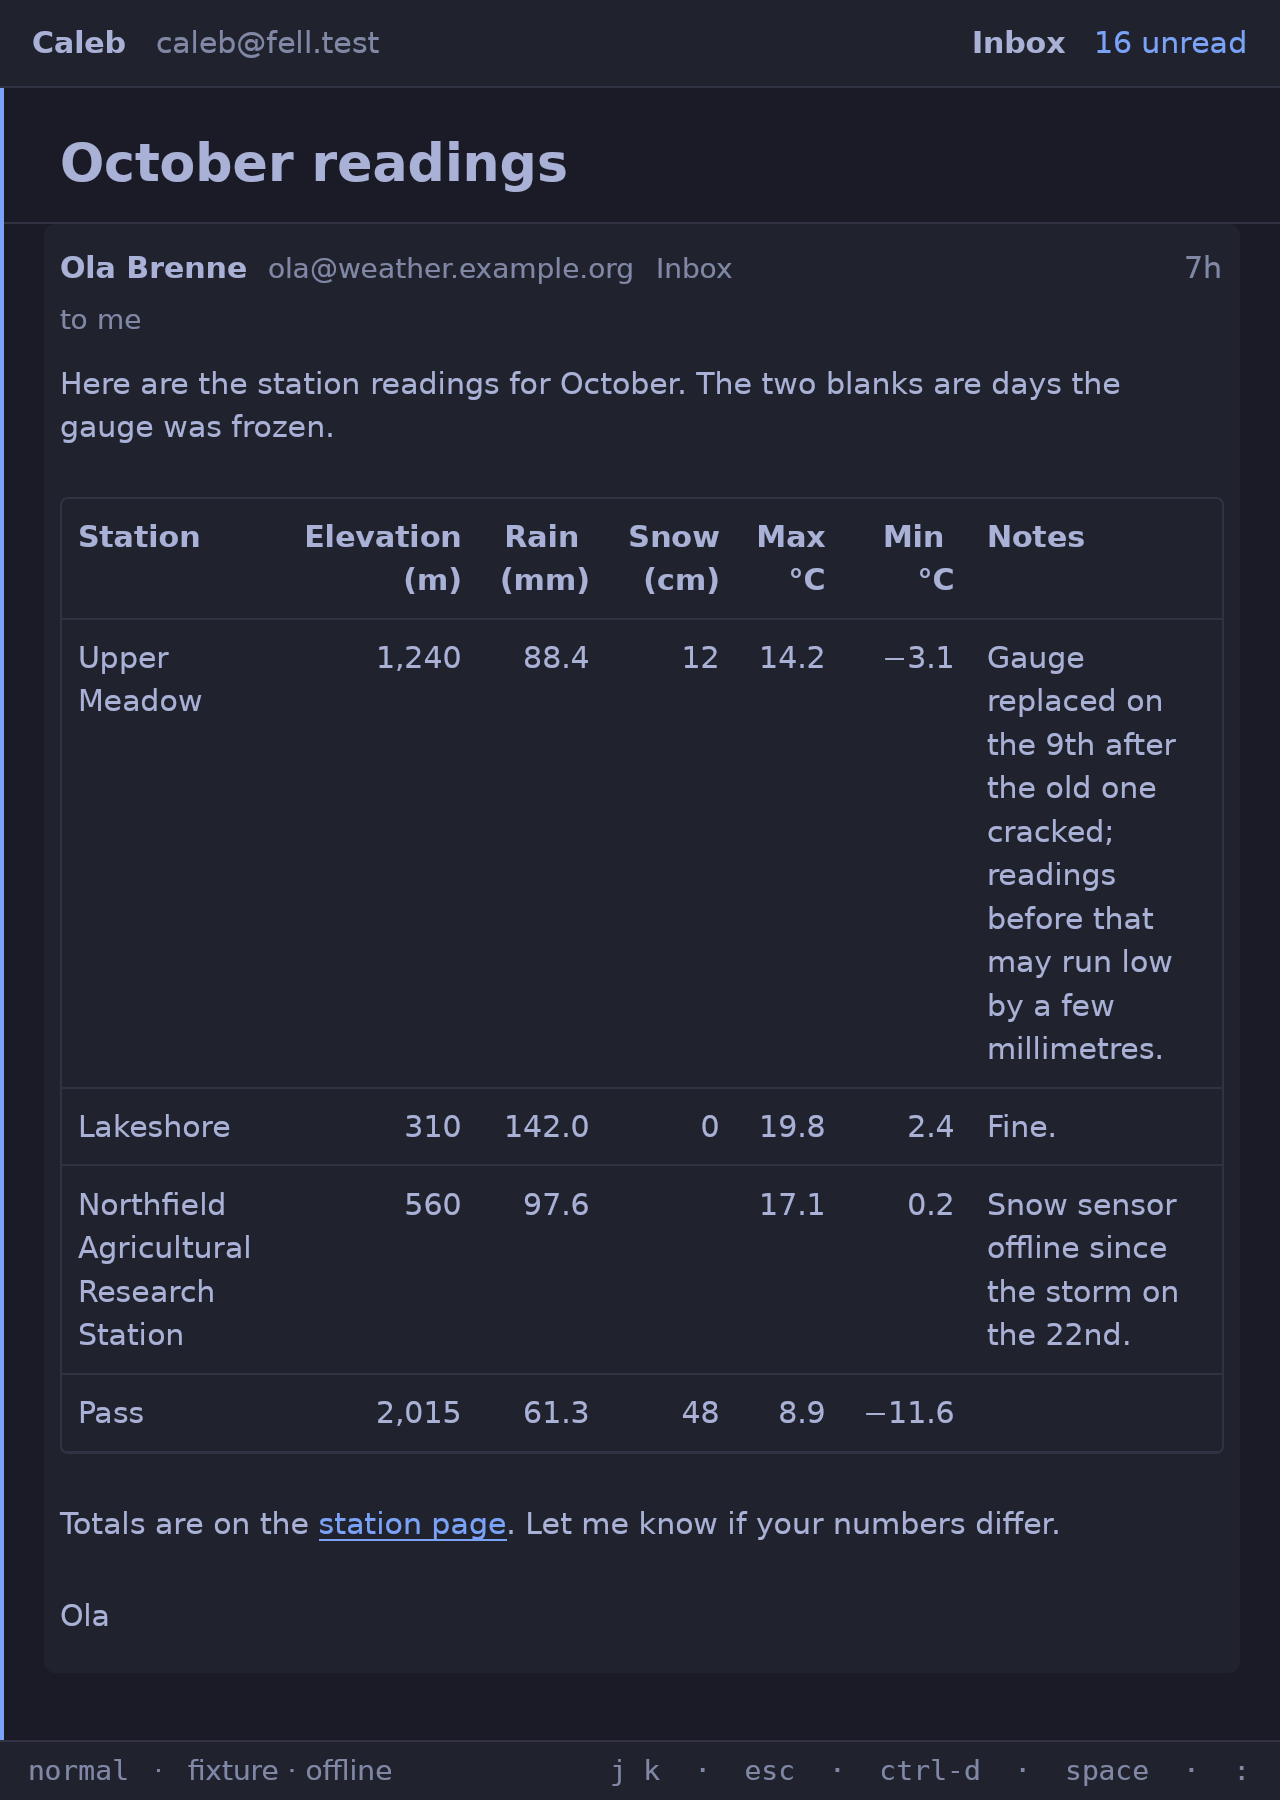 Caleb caleb@fell.test Inbox 16 unread
October readings
Ola Brenne ola@weather.example.org Inbox 7h
to me
Here are the station readings for October. The two blanks are days the
gauge was frozen.
Station Elevation (m) Rain (mm) Snow (cm) Max °C Min °C Notes
Upper Meadow 1,240 88.4 12 14.2 −3.1 Gauge replaced on the 9th after the old one cracked; readings before that may run low by a few millimetres.
Lakeshore 310 142.0 0 19.8 2.4 Fine.
Northfield Agricultural Research Station 560 97.6 17.1 0.2 Snow sensor offline since the storm on the 22nd.
Pass 2,015 61.3 48 8.9 −11.6
Totals are on the station page. Let me know if your numbers differ.
Ola
normal · fixture · offline j k · esc · ctrl-d · space · :